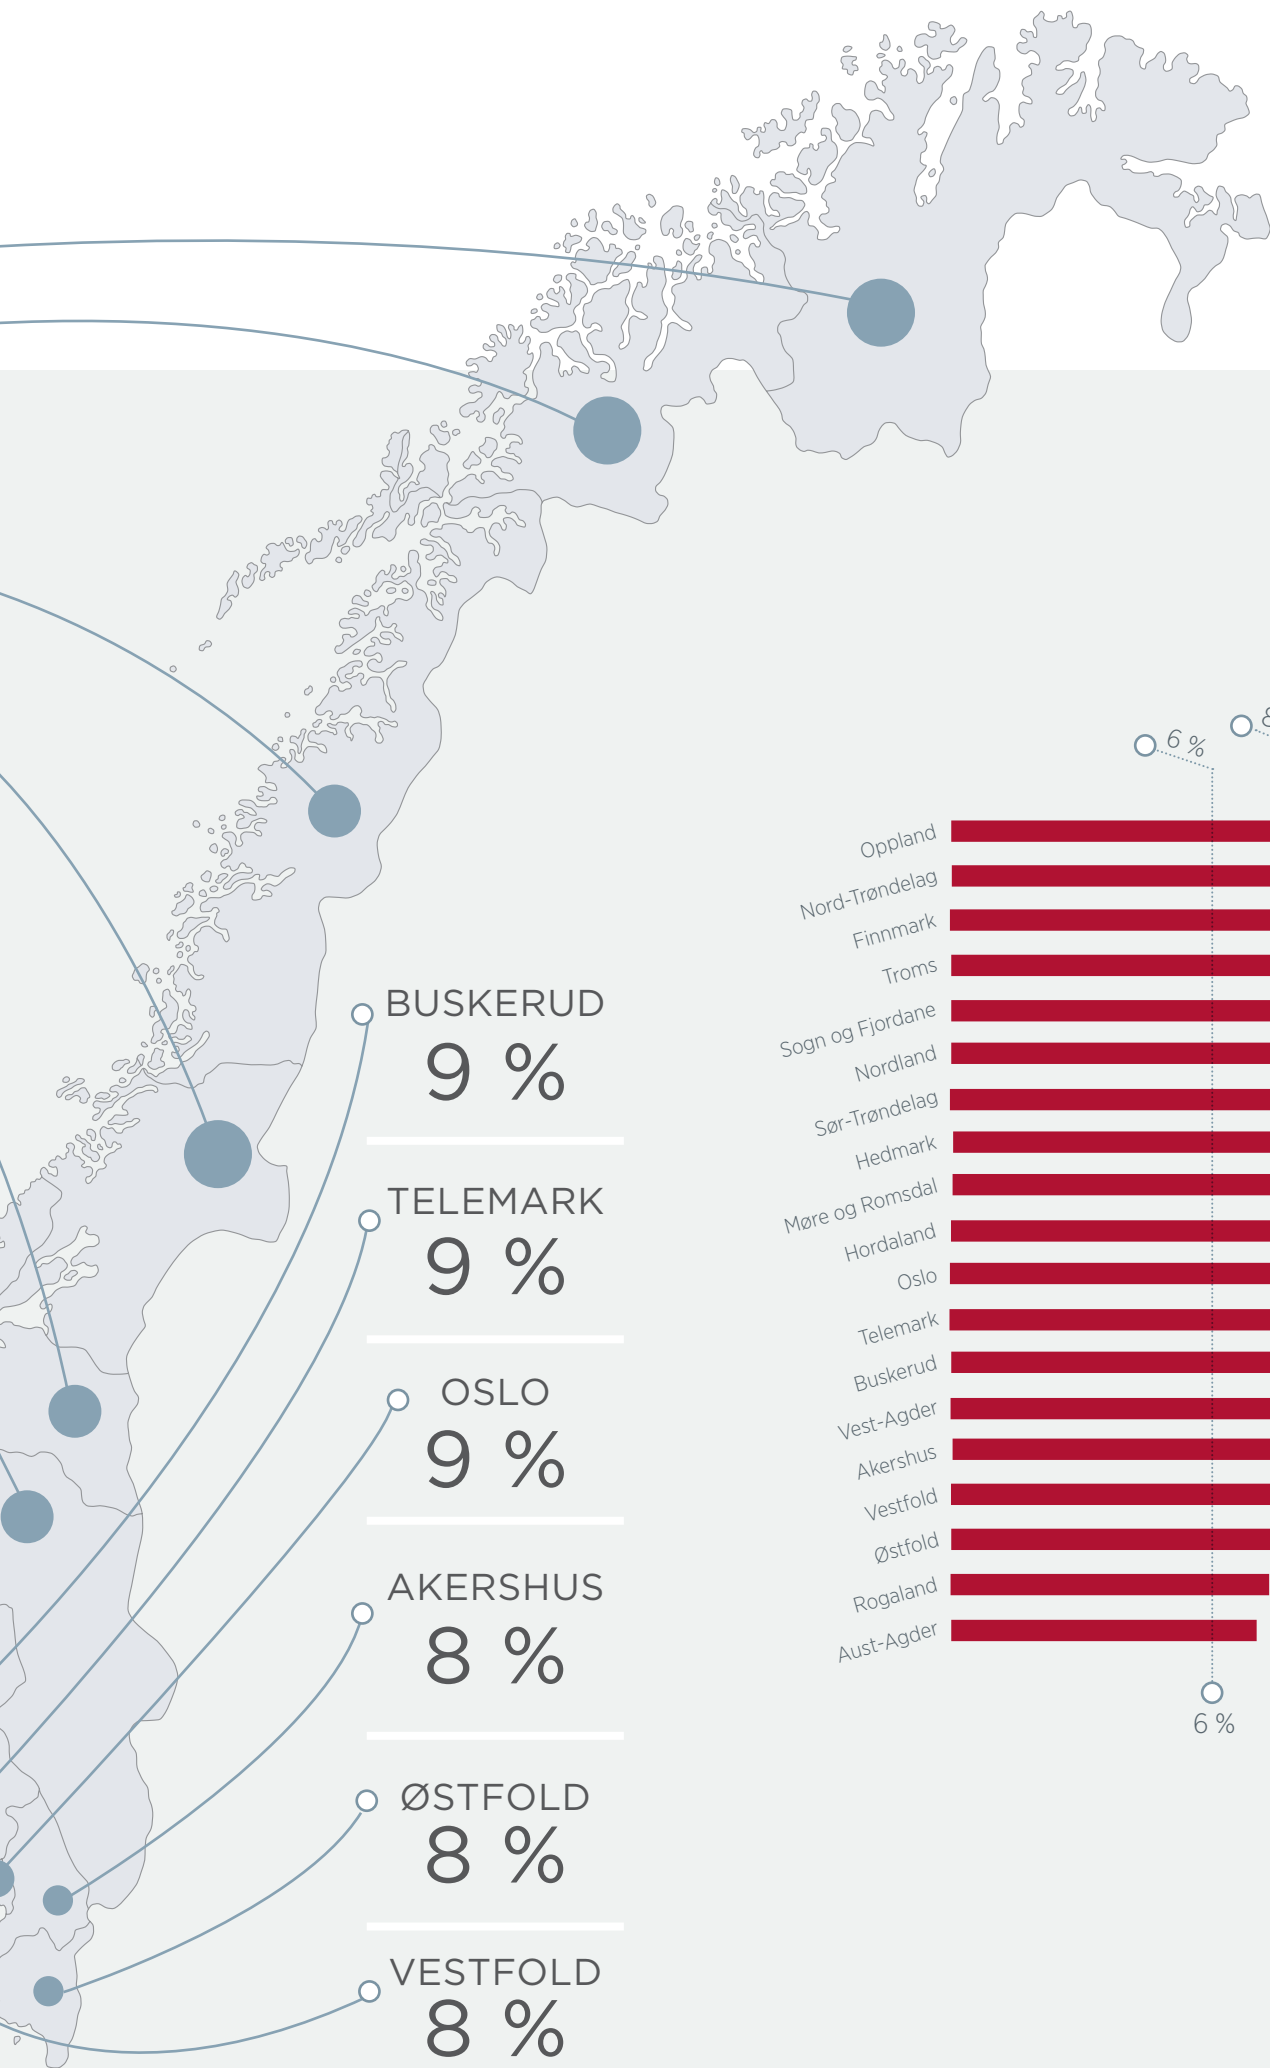 6 %
BUSKERUD
9 %
TELEMARK
9 %
OSLO
9 %
AKERSHUS
8 %
ØSTFOLD
8 %
VESTFOLD
8 %
Oppland
Nord-Trøndelag
Finnmark
Troms
Sogn og Fjordane
Nordland
Sør-Trøndelag
Hedmark
Møre og Romsdal
Hordaland
Oslo
Telemark
Buskerud
Vest-Agder
Akershus
Vestfold
Østfold
Rogaland
Aust-Agder
6 %